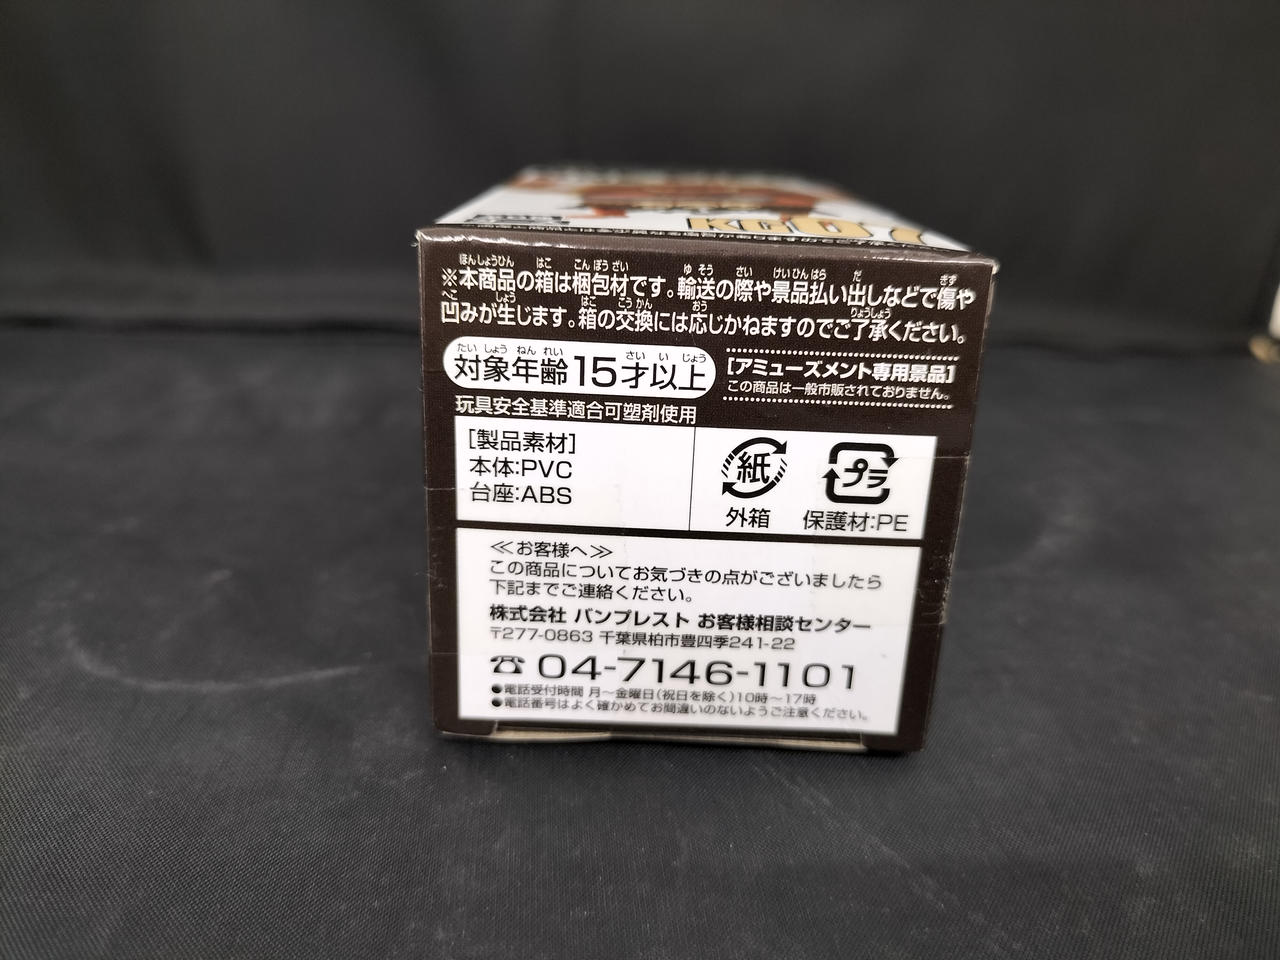 KG07
※本商品の箱は梱包材です。輸送の際や景品払い出しなどで傷や
凹みが生じます。箱の交換には応じかねますのでご了承ください。
対象年齢15才以上
[アミューズメント専用景品]
この商品は一般市販されておりません。
玩具安全基準適合可塑剤使用
[製品素材]
本体:PVC
台座:ABS
紙
外箱
プラ
保護材:PE
≪お客様へ≫
この商品についてお気づきの点がございましたら
下記までご連絡ください。
株式会社 バンプレスト お客様相談センター
〒277-0863 千葉県柏市豊四季241-22
☎04-7146-1101
●電話受付時間 月〜金曜日(祝日を除く)10時〜17時
●電話番号はよく確かめてお間違いのないようご注意ください。